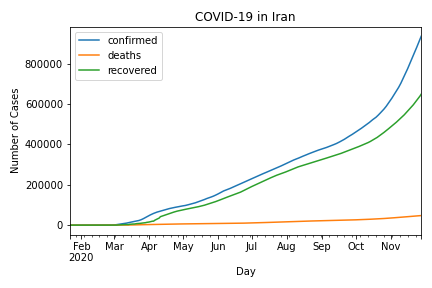 COVID-19 in Iran
confirmed
deaths
recovered
Number of Cases
800000
600000
400000
200000
0
Feb Mar Apr May Jun Jul Aug Sep Oct Nov
2020
Day